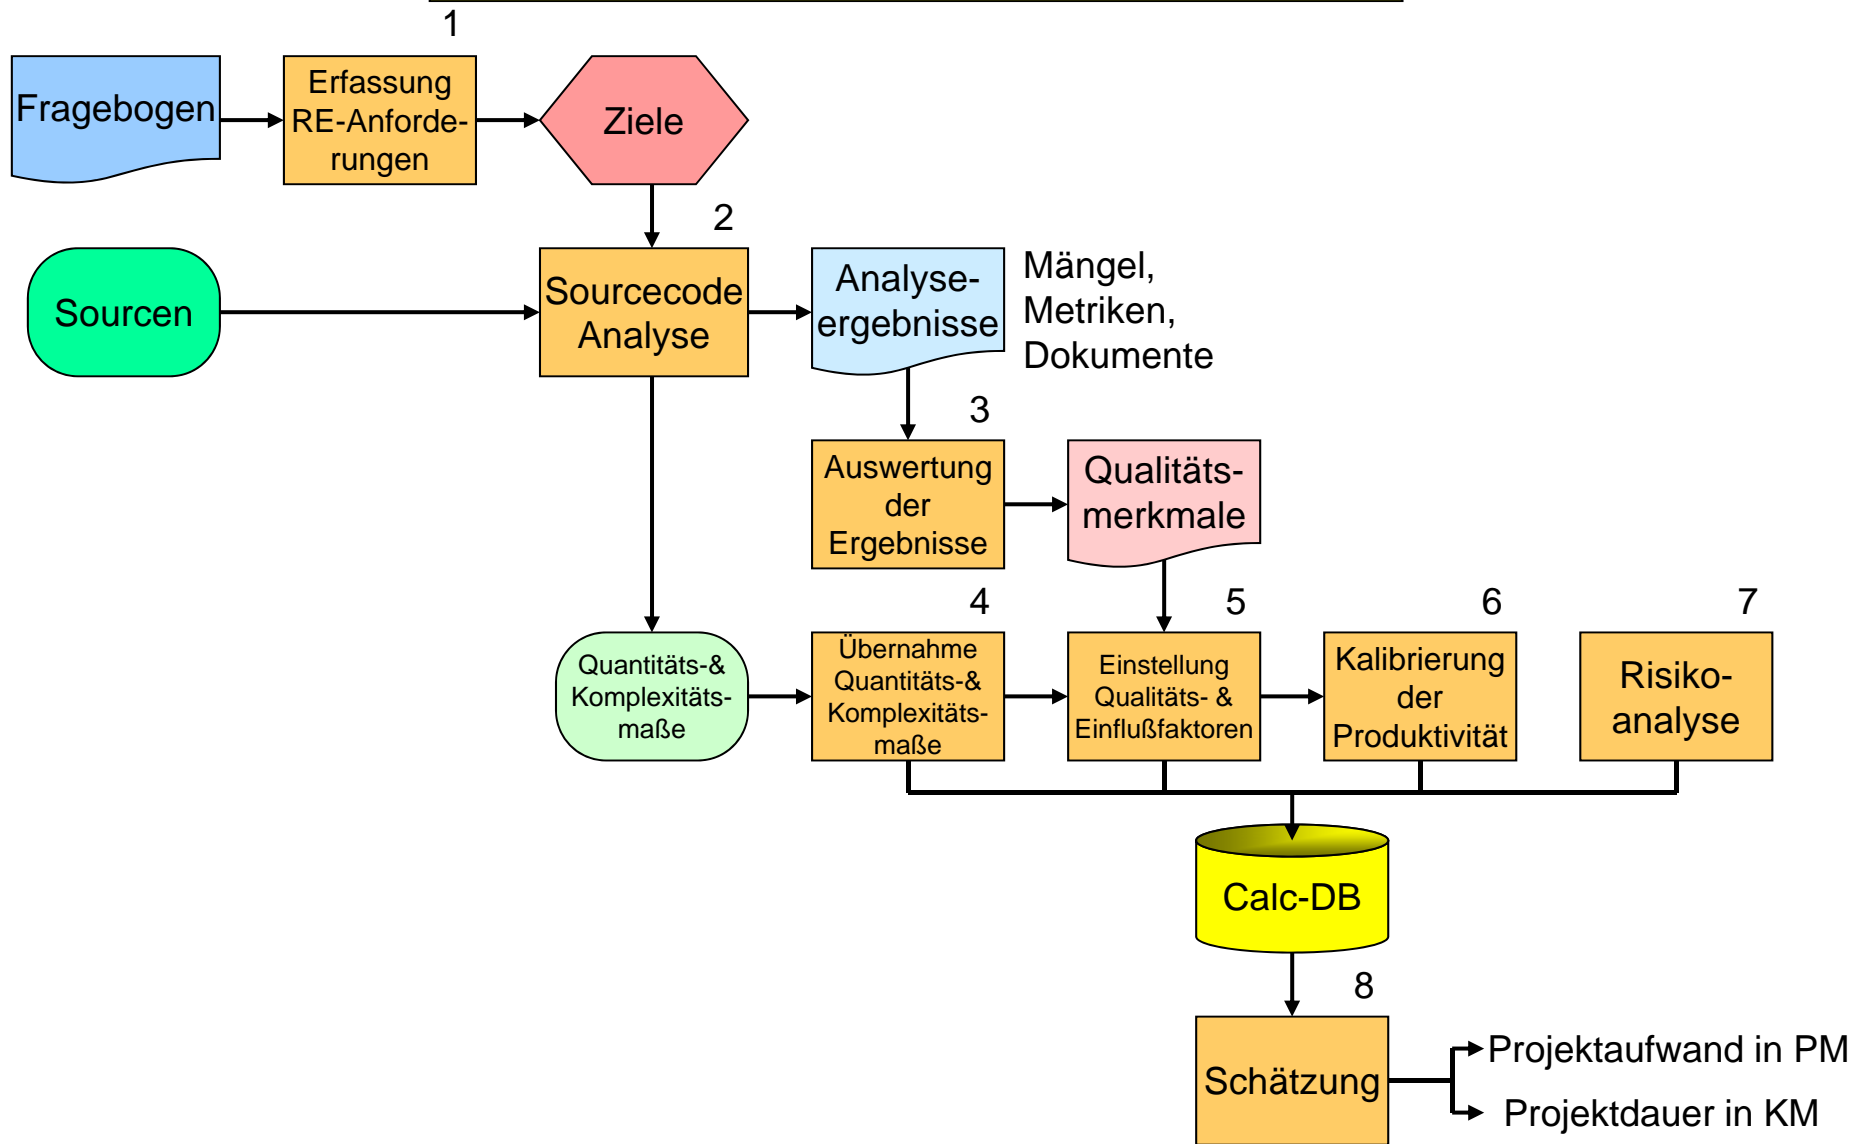 1
Fragebogen
Erfassung
RE-Anforde-
rungen
Ziele
2
Sourcen
Sourcecode
Analyse
Analyse-
ergebnisse
Mängel,
Metriken,
Dokumente
3
Auswertung
der
Ergebnisse
Qualitäts-
merkmale
4
5
6
7
Quantitäts-&
Komplexitäts-
maße
Übernahme
Quantitäts-&
Komplexitäts-
maße
Einstellung
Qualitäts- &
Einflußfaktoren
Kalibrierung
der
Produktivität
Risiko-
analyse
Calc-DB
8
Schätzung
Projektaufwand in PM
Projektdauer in KM